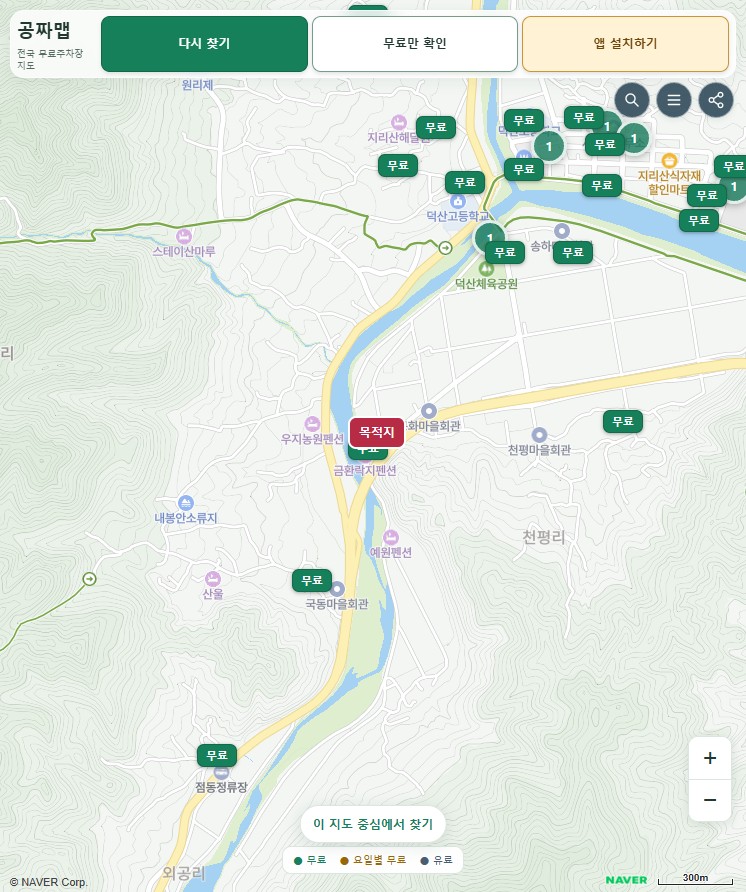 공짜맵
전국 무료주차장
지도
다시 찾기
무료만 확인
앱 설치하기
원리제
지리산해
무료
무료
무료
무료
1
무료
1
무료
1
무료
지리산식자재
할인마트
무료
1
무료
무료
무료
덕산고등학교
스테이산마루
1
무료
송하
무료
덕산체육공원
리
목적지
화마을회관
우지농원펜션
금환락지펜션
무료
천평마을회관
내봉안소류지
예원펜션
천평리
무료
산울
국동마을회관
무료
점동정류장
외공리
+
−
이 지도 중심에서 찾기
무료
요일별 무료
유료
© NAVER Corp.
NAVER
300m